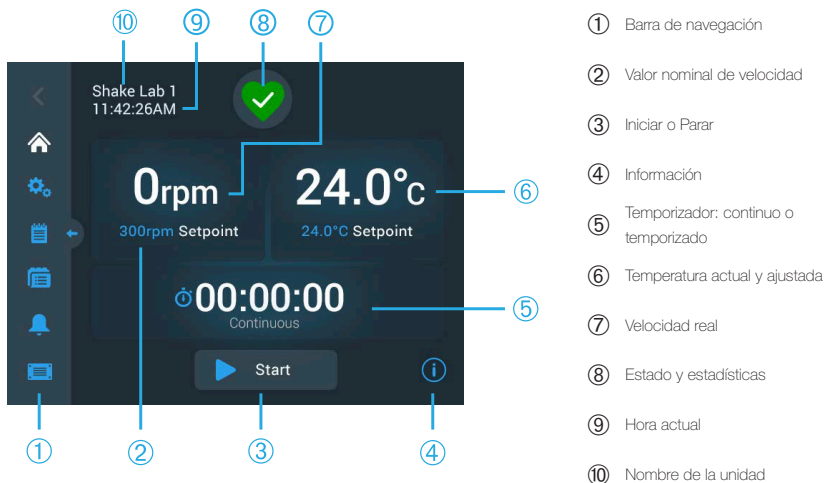 ⑩ ⑨ ⑧ ⑦
Shake Lab 1
11:42:26AM
0rpm
24.0°C
⑥
300rpm Setpoint
24.0°C Setpoint
00:00:00
Continuous
⑤
Start
① ② ③ ④
① Barra de navegación
② Valor nominal de velocidad
③ Iniciar o Parar
④ Información
⑤ Temporizador: continuo o
temporizado
⑥ Temperatura actual y ajustada
⑦ Velocidad real
⑧ Estado y estadísticas
⑨ Hora actual
⑩ Nombre de la unidad